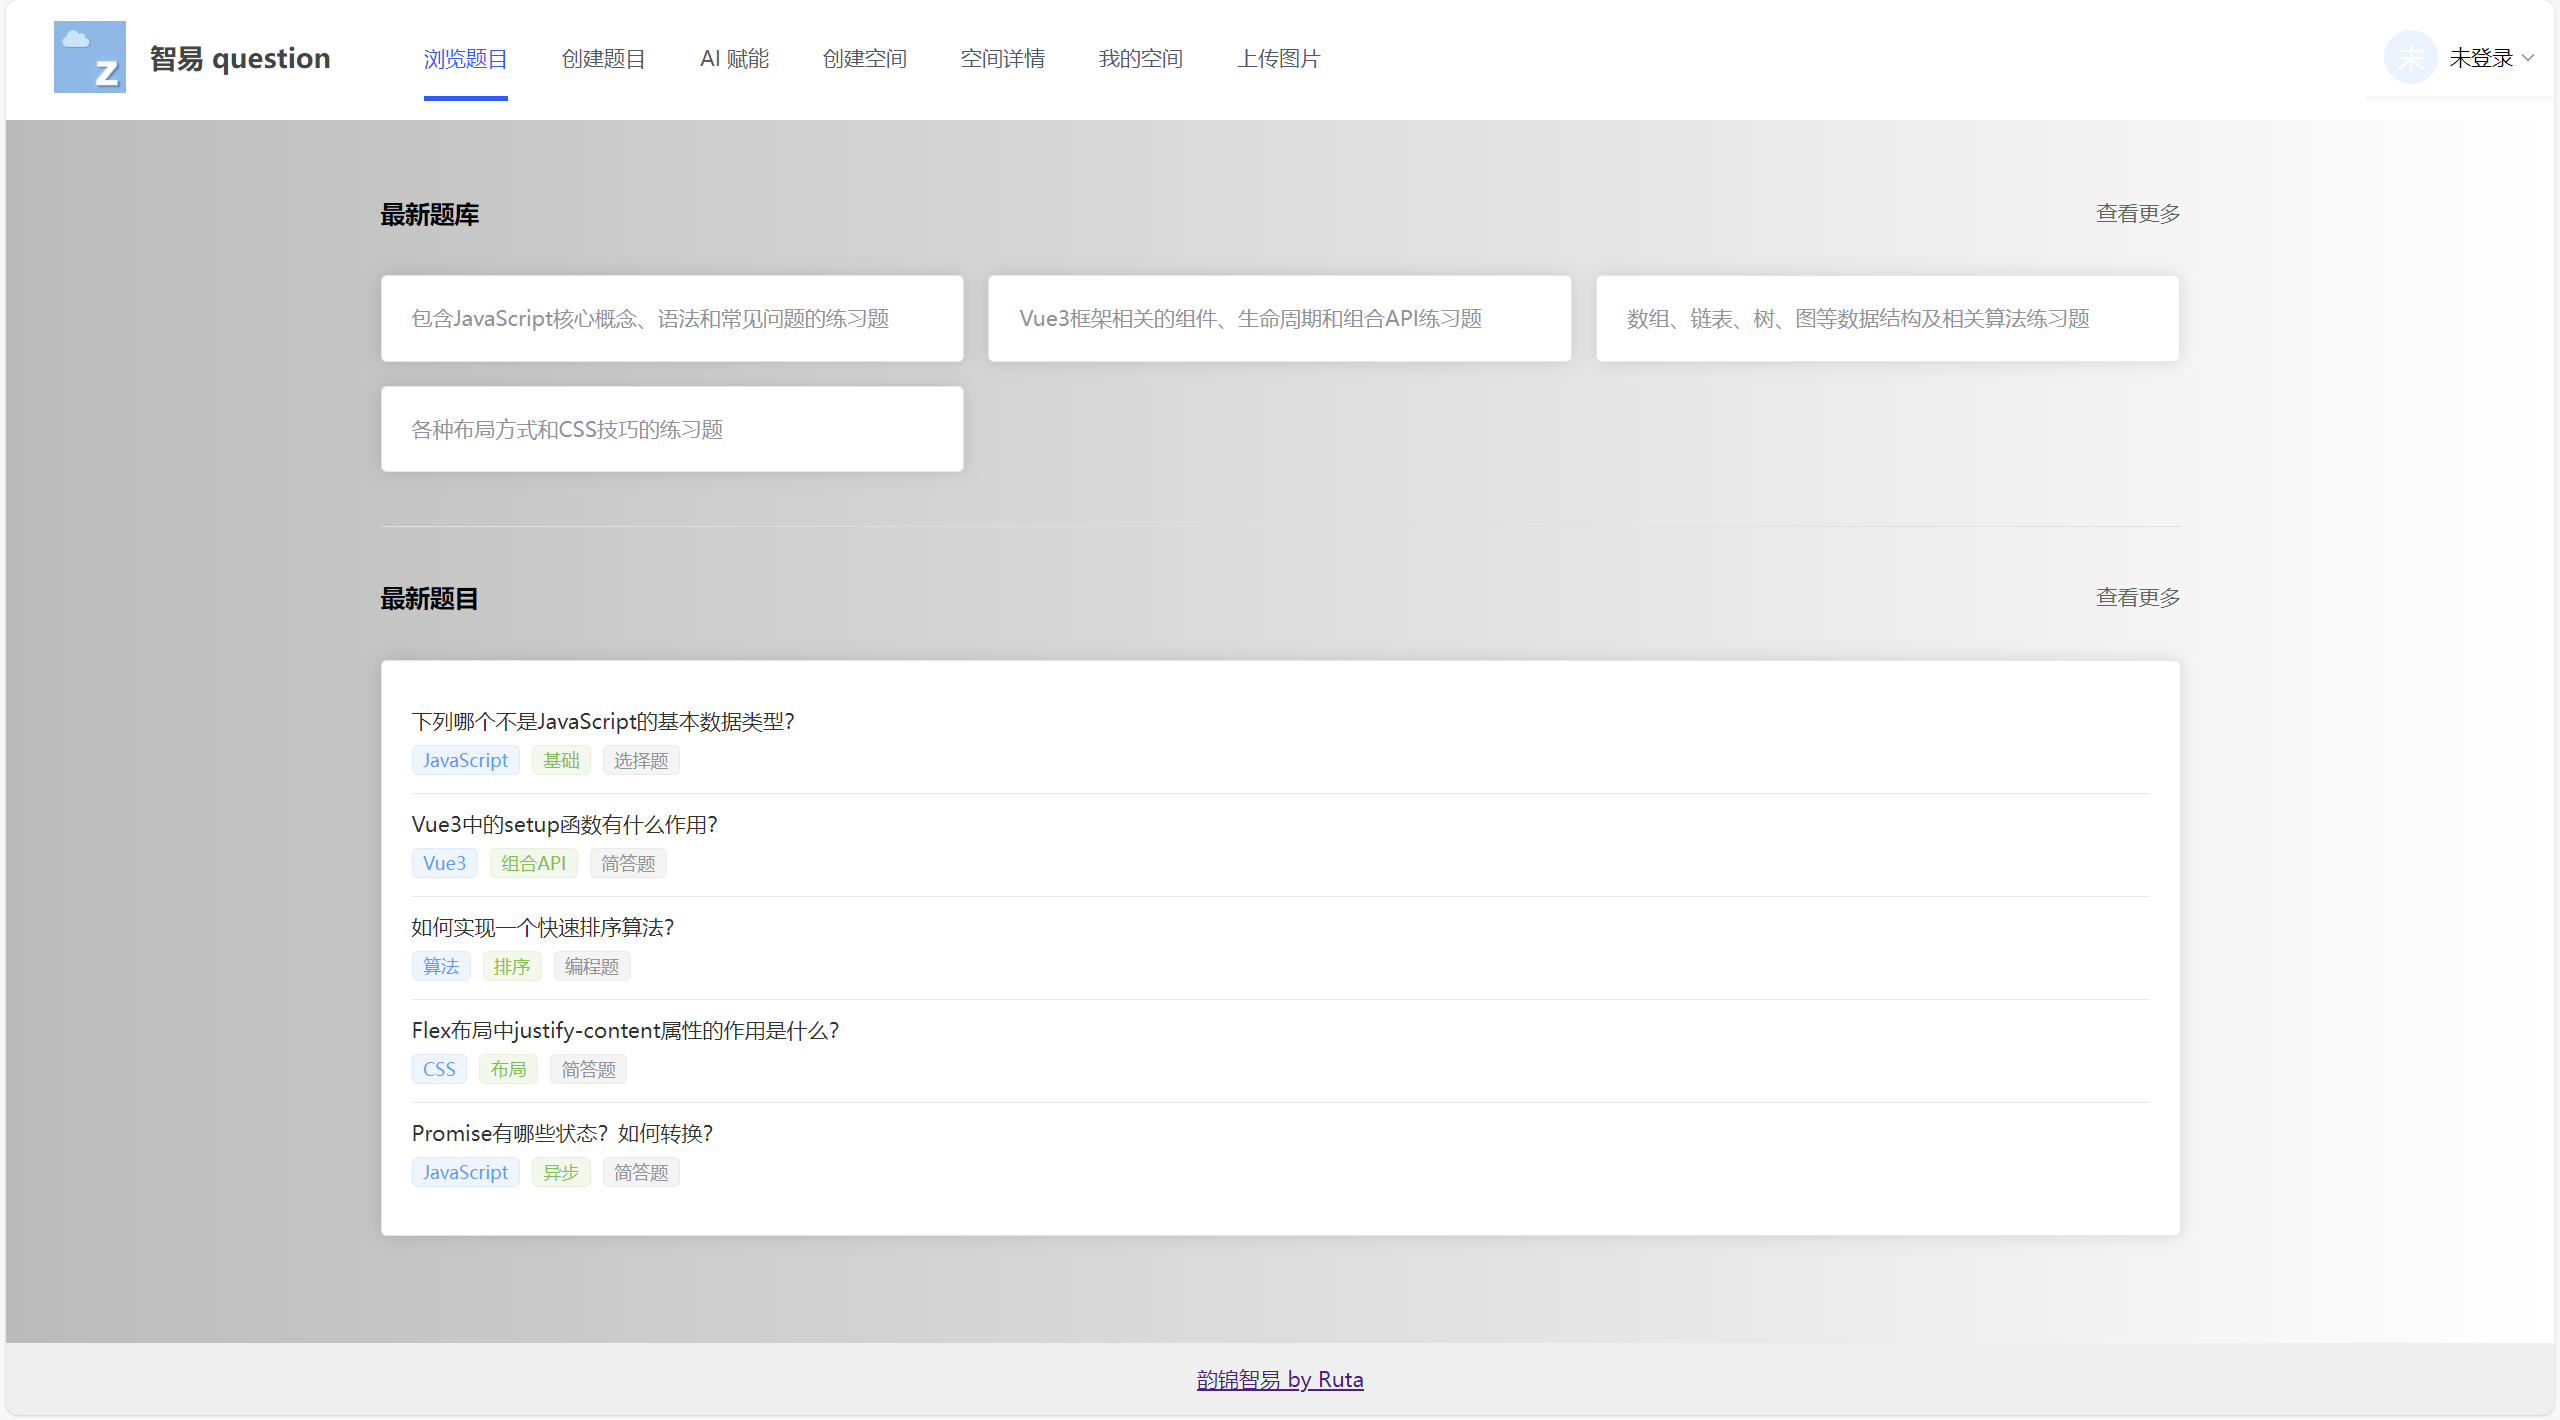 Z
智易 question
浏览题目 创建题目 AI 赋能 创建空间 空间详情 我的空间 上传图片
未 未登录
最新题库 查看更多
包含JavaScript核心概念、语法和常见问题的练习题
Vue3框架相关的组件、生命周期和组合API练习题
数组、链表、树、图等数据结构及相关算法练习题
各种布局方式和CSS技巧的练习题
最新题目 查看更多
下列哪个不是JavaScript的基本数据类型？
JavaScript 基础 选择题
Vue3中的setup函数有什么作用？
Vue3 组合API 简答题
如何实现一个快速排序算法？
算法 排序 编程题
Flex布局中justify-content属性的作用是什么？
CSS 布局 简答题
Promise有哪些状态？如何转换？
JavaScript 异步 简答题
韵锦智易 by Ruta